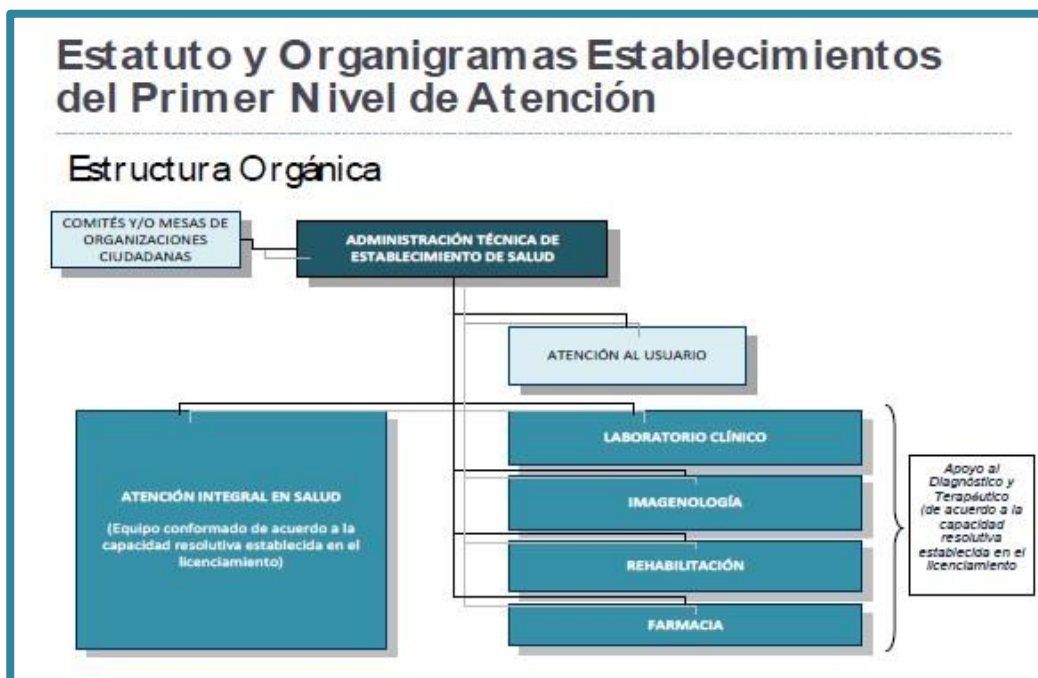 Estatuto y Organigramas Establecimientos
del Primer Nivel de Atención
Estructura Orgánica
COMITÉS Y/O MESAS DE
ORGANIZACIONES
CIUDADANAS
ADMINISTRACIÓN TÉCNICA DE
ESTABLECIMIENTO DE SALUD
ATENCIÓN AL USUARIO
ATENCIÓN INTEGRAL EN SALUD
(Equipo conformado de acuerdo a la
capacidad resolutiva establecida en el
licenciamiento)
LABORATORIO CLÍNICO
IMAGENOLOGÍA
REHABILITACIÓN
FARMACIA
Apoyo al
Diagnóstico y
Terapéutico
(de acuerdo a la
capacidad
resolutiva
establecida en el
licenciamiento